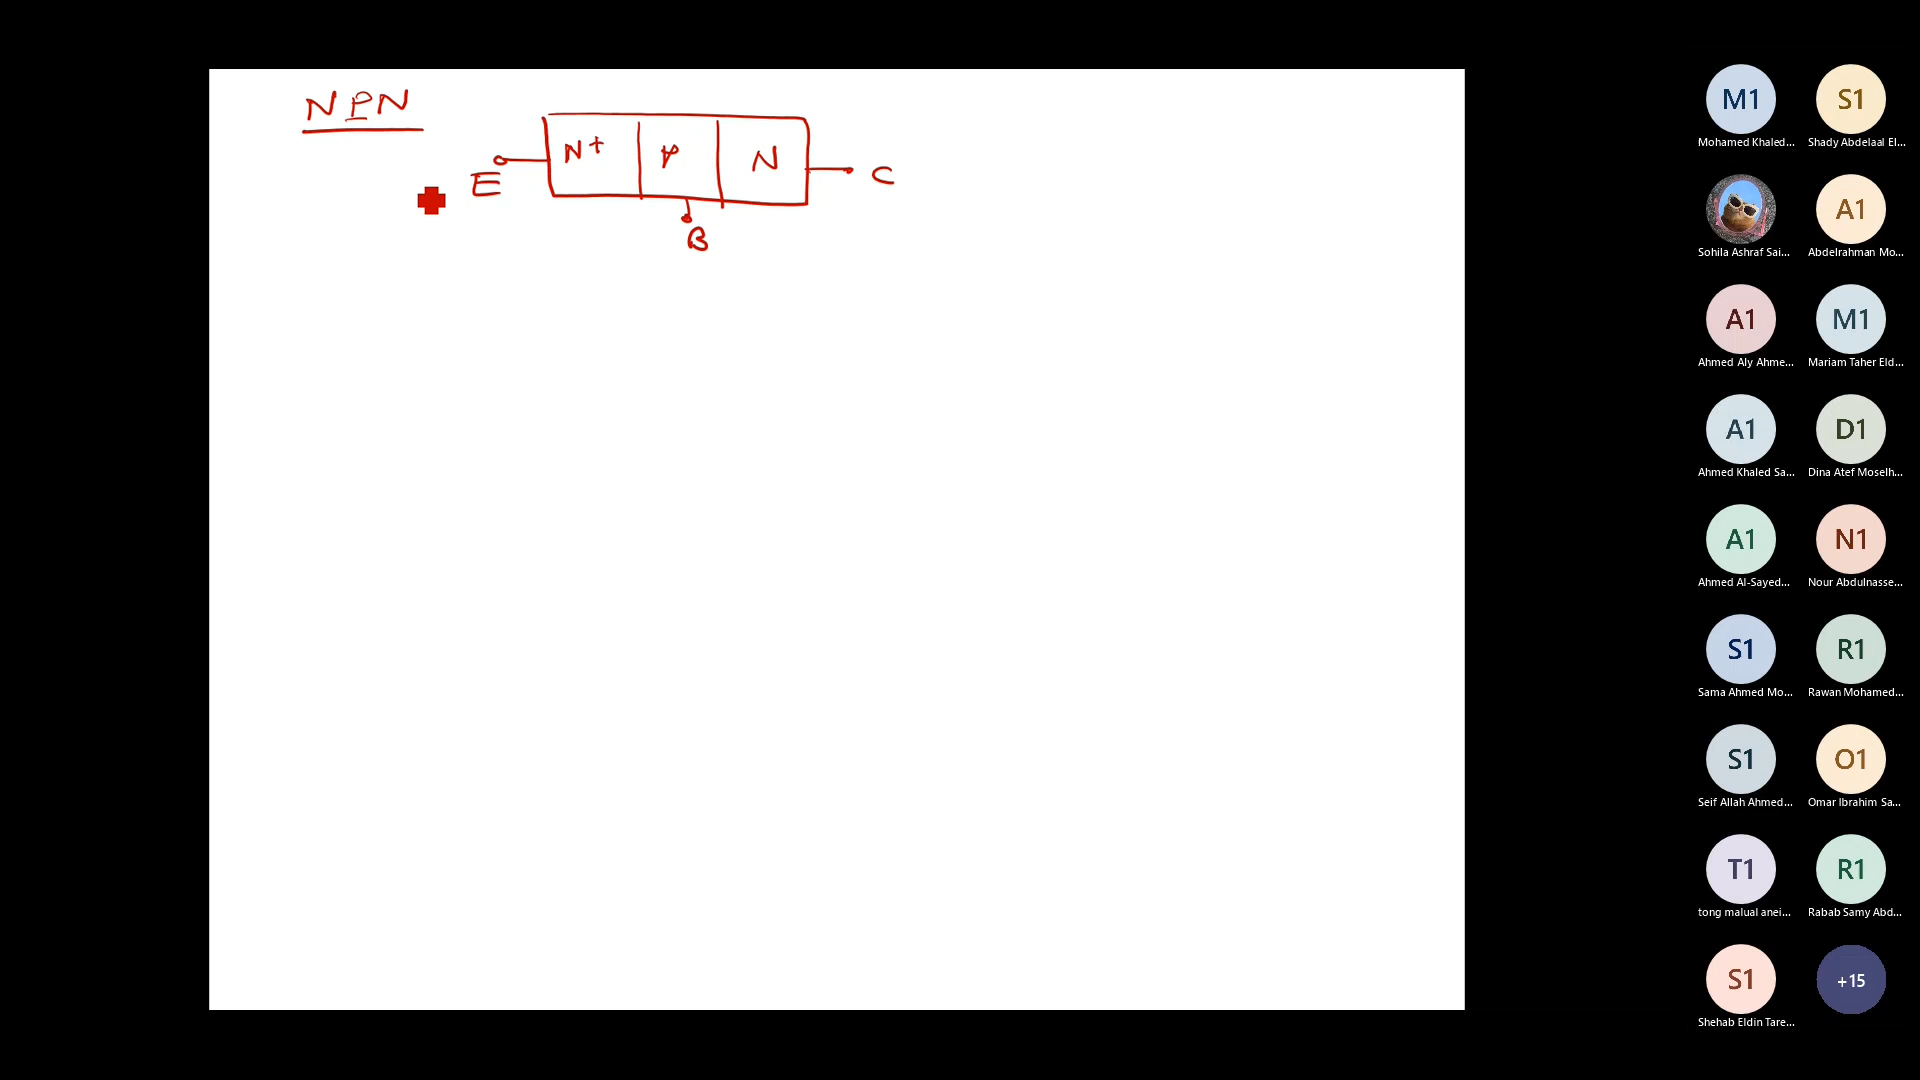 NPN
N+ P N
E
C
B
M1 S1
Mohamed Khaled... Shady Abdelaal El...
A1
Sohila Ashraf Sai... Abdelrahman Mo...
A1 M1
Ahmed Aly Ahme... Mariam Taher Eld...
A1 D1
Ahmed Khaled Sa... Dina Atef Moselh...
A1 N1
Ahmed Al-Sayed... Nour Abdulnasse...
S1 R1
Sama Ahmed Mo... Rawan Mohamed...
S1 O1
Seif Allah Ahmed... Omar Ibrahim Sa...
T1 R1
tong malual anei... Rabab Samy Abd...
S1 +15
Shehab Eldin Tare...